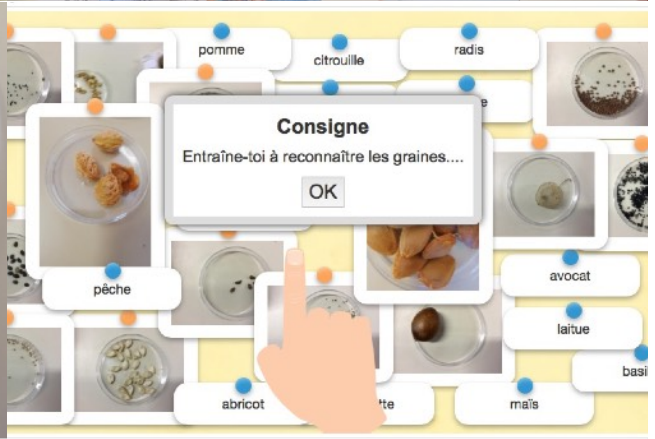 pomme
citrouille
radis
Consigne
Entraîne-toi à reconnaître les graines....
OK
pêche
avocat
laitue
abricot
maïs